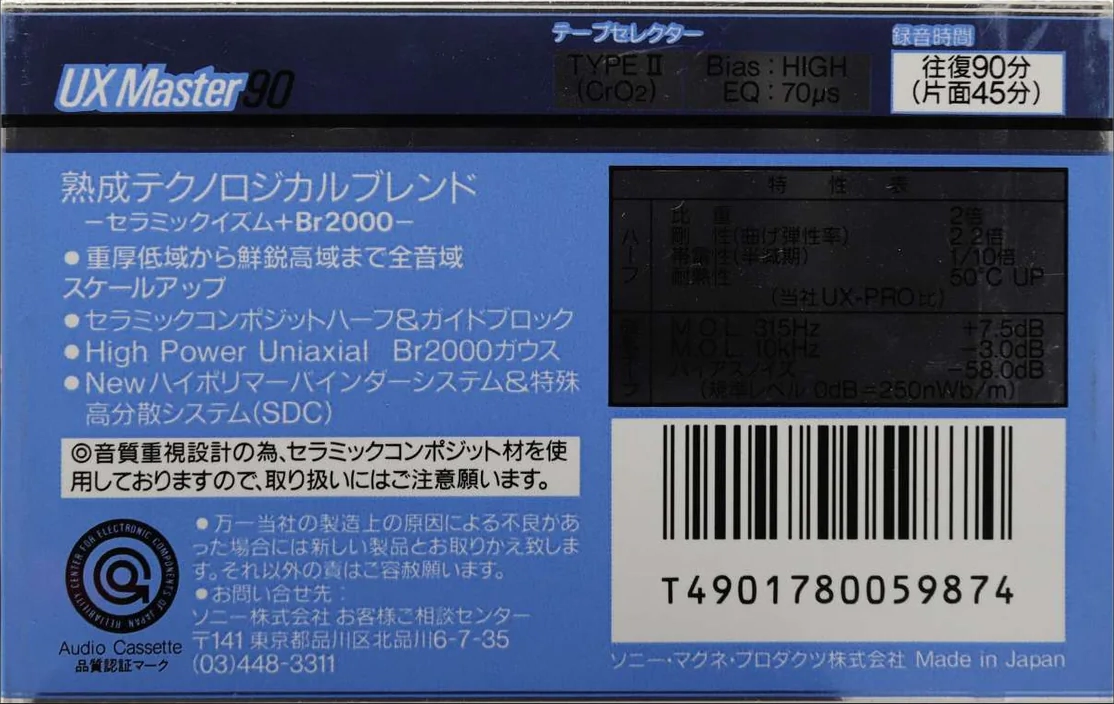 テープセレクター 録音時間
UX Master 90 TYPE II Bias : HIGH 往復90分
(CrO2) EQ : 70μs (片面45分)
熟成テクノロジカルブレンド
−セラミックイズム+Br2000−
●重厚低域から鮮鋭高域まで全音域
スケールアップ
●セラミックコンポジットハーフ&ガイドブロック
●High Power Uniaxial Br2000ガウス
●Newハイポリマーバインダーシステム&特殊
高分散システム(SDC)
◎音質重視設計の為、セラミックコンポジット材を使
用しておりますので、取り扱いにはご注意願います。
RELIABILITY CENTER FOR ELECTRONIC COMPONENTS OF JAPAN
Audio Cassette
品質認証マーク
●万一当社の製造上の原因による不良があ
った場合には新しい製品とお取りかえ致しま
す。それ以外の責はご容赦願います。
●お問い合せ先:
ソニー株式会社 お客様ご相談センター
〒141 東京都品川区北品川6-7-35
(03)448-3311
特性表
ハーフ
比重 2倍
剛性(曲げ弾性率) 2.2倍
帯電性(半減期) 1/10倍
耐熱性 50°C UP
(当社UX-PRO比)
M.O.L. 315Hz +7.5dB
M.O.L. 10kHz −3.0dB
バイアスノイズ −58.0dB
(規準レベル 0dB=250nWb/m)
T4901780059874
ソニー・マグネ・プロダクツ株式会社 Made in Japan